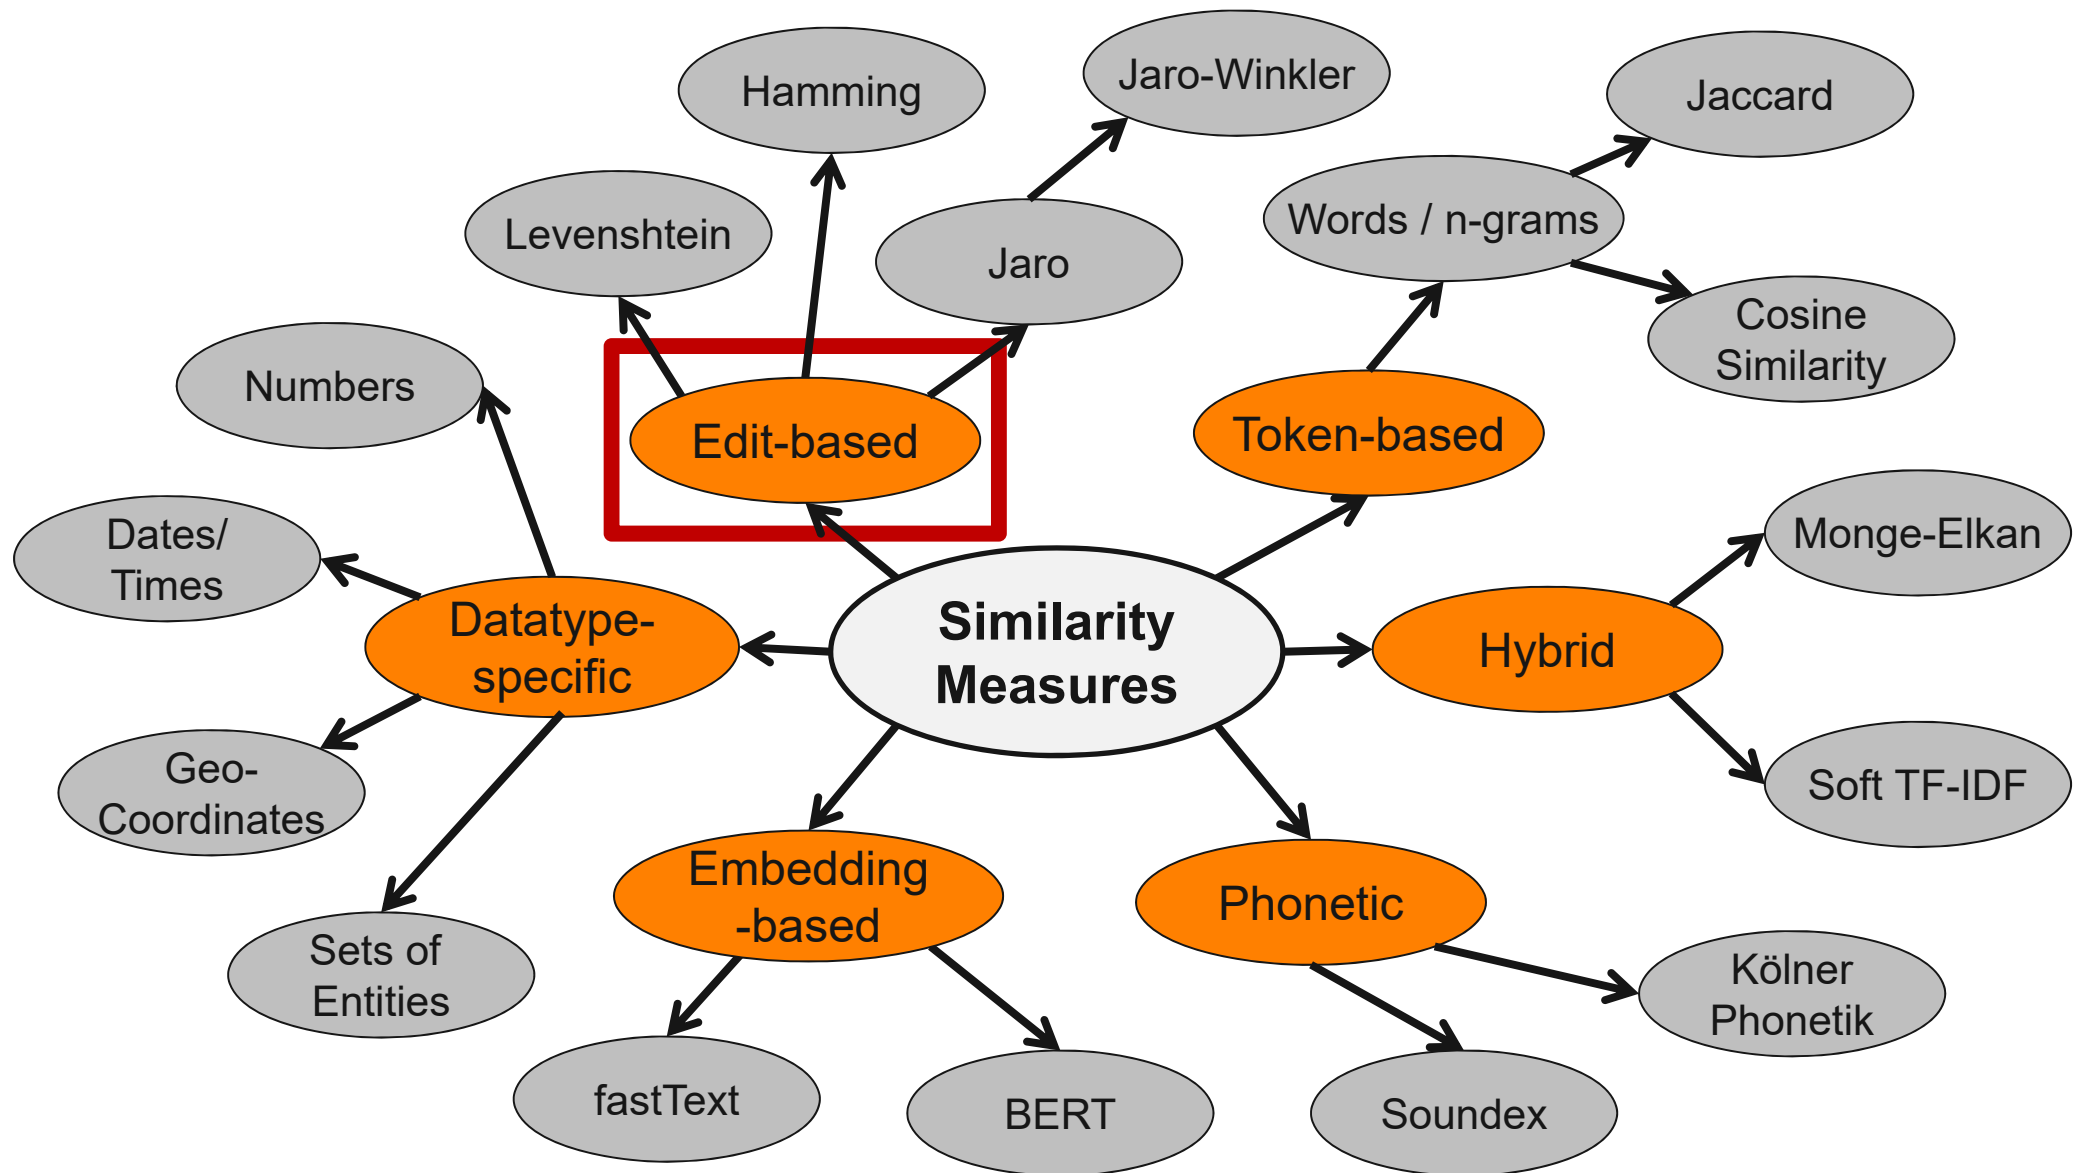 Hamming
Jaro-Winkler
Jaccard
Levenshtein
Jaro
Words / n-grams
Cosine
Similarity
Numbers
Edit-based
Token-based
Dates/
Times
Monge-Elkan
Datatype-
specific
Similarity
Measures
Hybrid
Geo-
Coordinates
Soft TF-IDF
Embedding
-based
Phonetic
Sets of
Entities
Kölner
Phonetik
fastText
BERT
Soundex